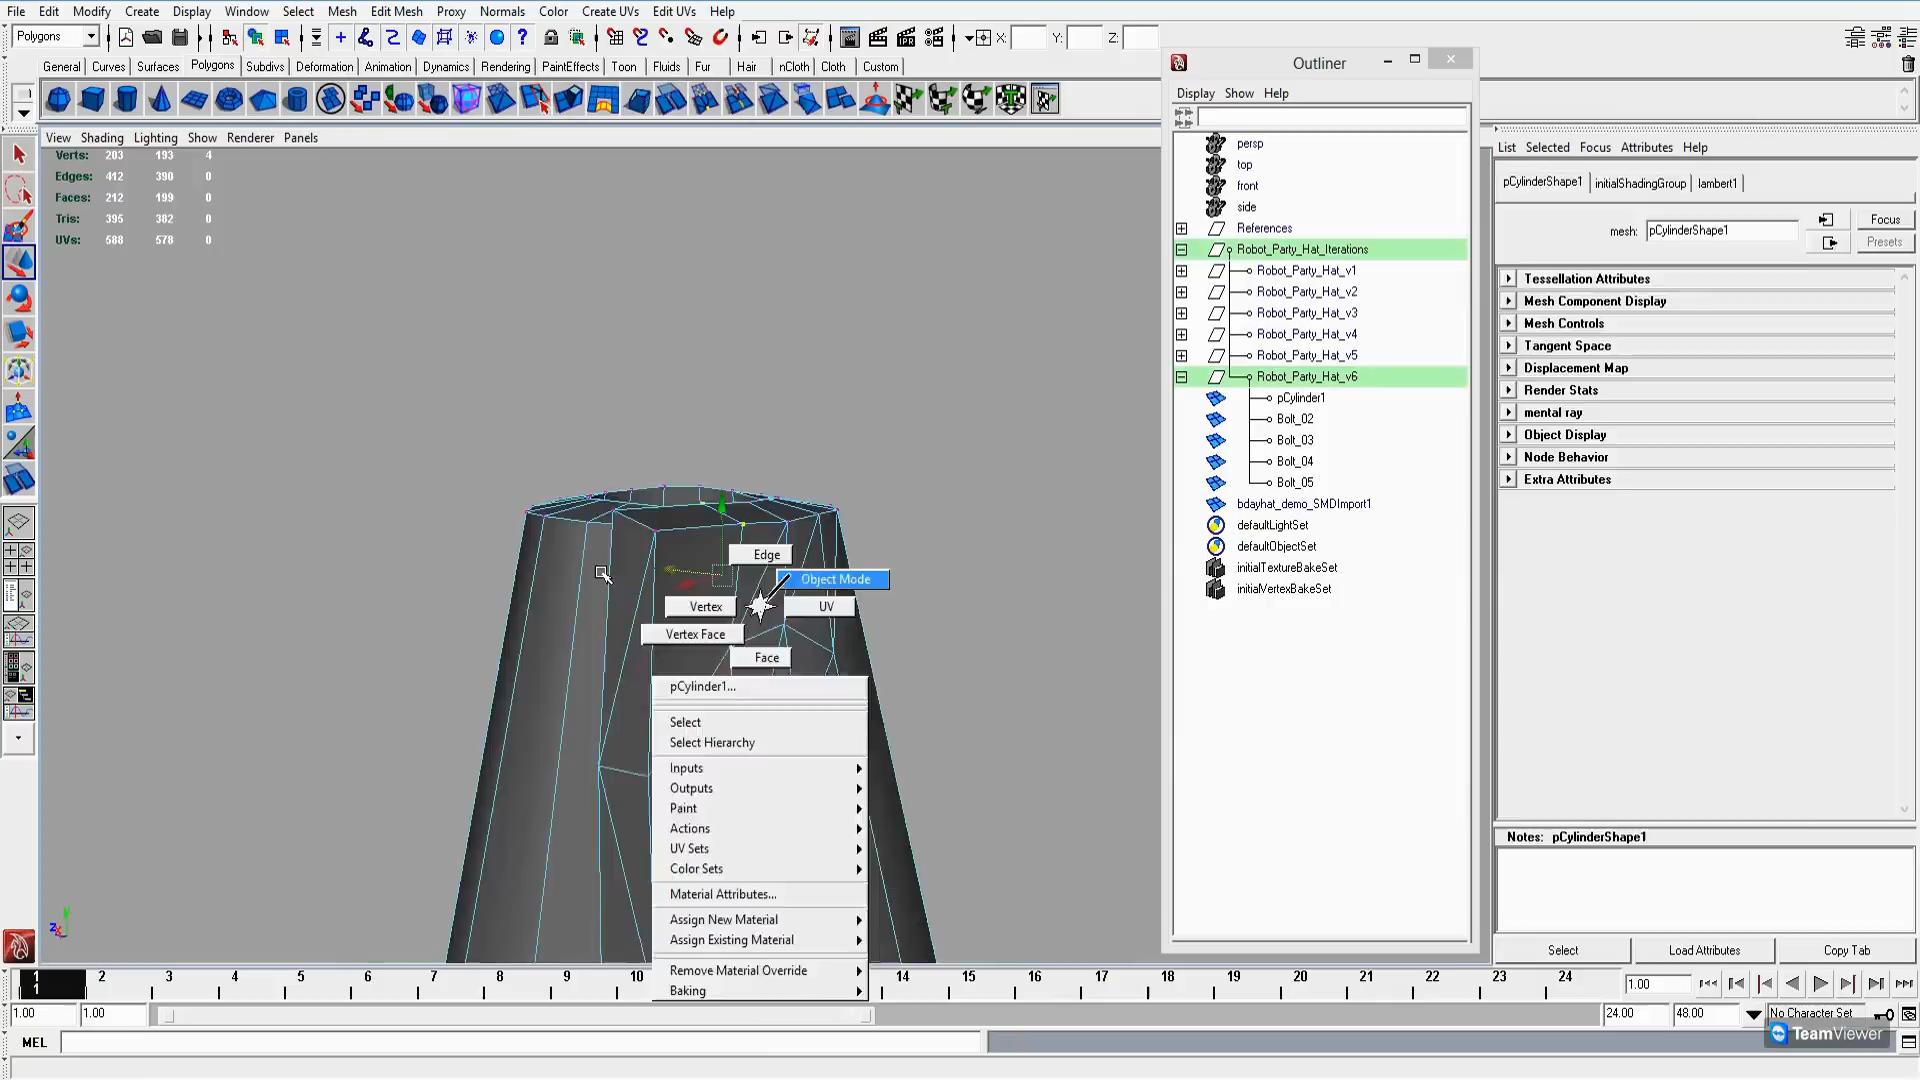 File Edit Modify Create Display Window Select Mesh Edit Mesh Proxy Normals Color Create UVs Edit UVs Help
Polygons X: Y: Z:
General Curves Surfaces Polygons Subdivs Deformation Animation Dynamics Rendering PaintEffects Toon Fluids Fur Hair nCloth Cloth Custom
View Shading Lighting Show Renderer Panels
Verts: 203 193 4
Edges: 412 390 0
Faces: 212 199 0
Tris: 395 382 0
UVs: 588 578 0
Edge
Object Mode
Vertex
UV
Vertex Face
Face
pCylinder1...
Select
Select Hierarchy
Inputs
Outputs
Paint
Actions
UV Sets
Color Sets
Material Attributes...
Assign New Material
Assign Existing Material
Remove Material Override
Baking
Outliner
Display Show Help
persp
top
front
side
References
Robot_Party_Hat_Iterations
Robot_Party_Hat_v1
Robot_Party_Hat_v2
Robot_Party_Hat_v3
Robot_Party_Hat_v4
Robot_Party_Hat_v5
Robot_Party_Hat_v6
pCylinder1
Bolt_02
Bolt_03
Bolt_04
Bolt_05
bdayhat_demo_SMDImport1
defaultLightSet
defaultObjectSet
initialTextureBakeSet
initialVertexBakeSet
List Selected Focus Attributes Help
pCylinderShape1 initialShadingGroup lambert1
mesh: pCylinderShape1
Focus
Presets
Tessellation Attributes
Mesh Component Display
Mesh Controls
Tangent Space
Displacement Map
Render Stats
mental ray
Object Display
Node Behavior
Extra Attributes
Notes: pCylinderShape1
Select Load Attributes Copy Tab
1 2 3 4 5 6 7 8 9 10 14 15 16 17 18 19 20 21 22 23 24
1
1.00
1.00 1.00 24.00 48.00 No Character Set
MEL
TeamViewer